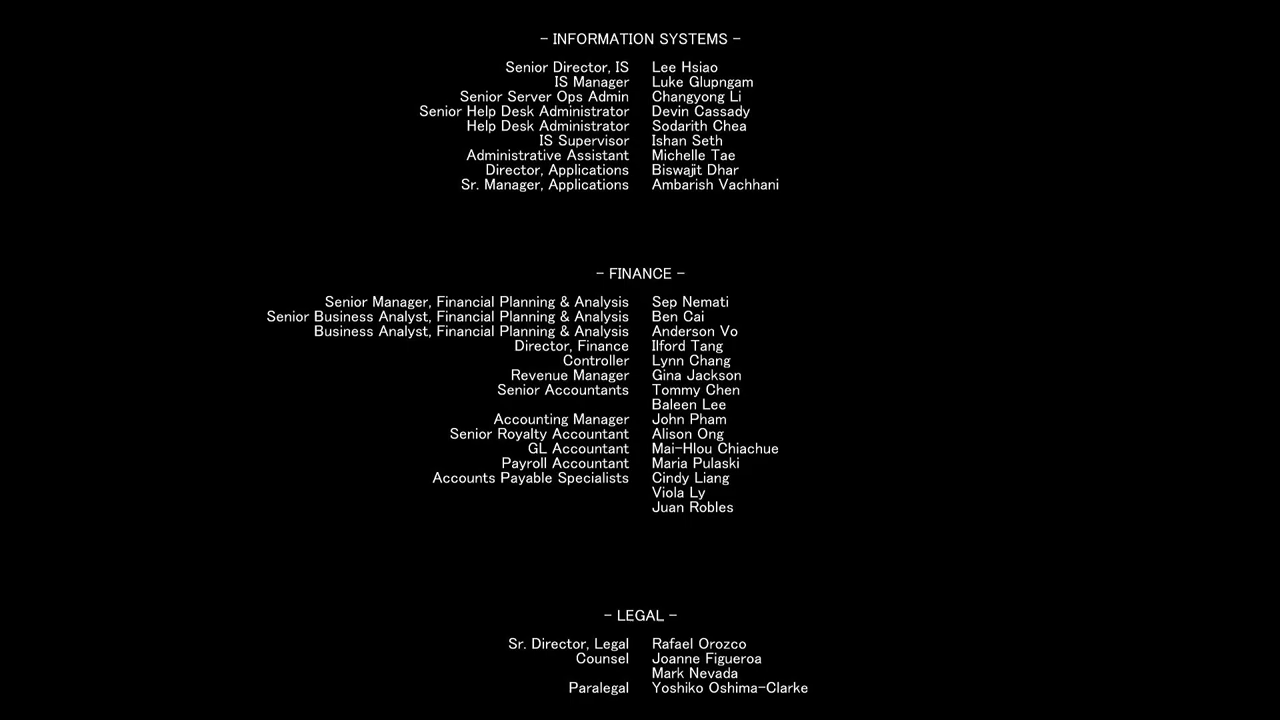 - INFORMATION SYSTEMS -
Senior Director, IS Lee Hsiao
IS Manager Luke Glupngam
Senior Server Ops Admin Changyong Li
Senior Help Desk Administrator Devin Cassady
Help Desk Administrator Sodarith Chea
IS Supervisor Ishan Seth
Administrative Assistant Michelle Tae
Director, Applications Biswajit Dhar
Sr. Manager, Applications Ambarish Vachhani
- FINANCE -
Senior Manager, Financial Planning & Analysis Sep Nemati
Senior Business Analyst, Financial Planning & Analysis Ben Cai
Business Analyst, Financial Planning & Analysis Anderson Vo
Director, Finance Ilford Tang
Controller Lynn Chang
Revenue Manager Gina Jackson
Senior Accountants Tommy Chen
Baleen Lee
Accounting Manager John Pham
Senior Royalty Accountant Alison Ong
GL Accountant Mai-Hlou Chiachue
Payroll Accountant Maria Pulaski
Accounts Payable Specialists Cindy Liang
Viola Ly
Juan Robles
- LEGAL -
Sr. Director, Legal Rafael Orozco
Counsel Joanne Figueroa
Mark Nevada
Paralegal Yoshiko Oshima-Clarke